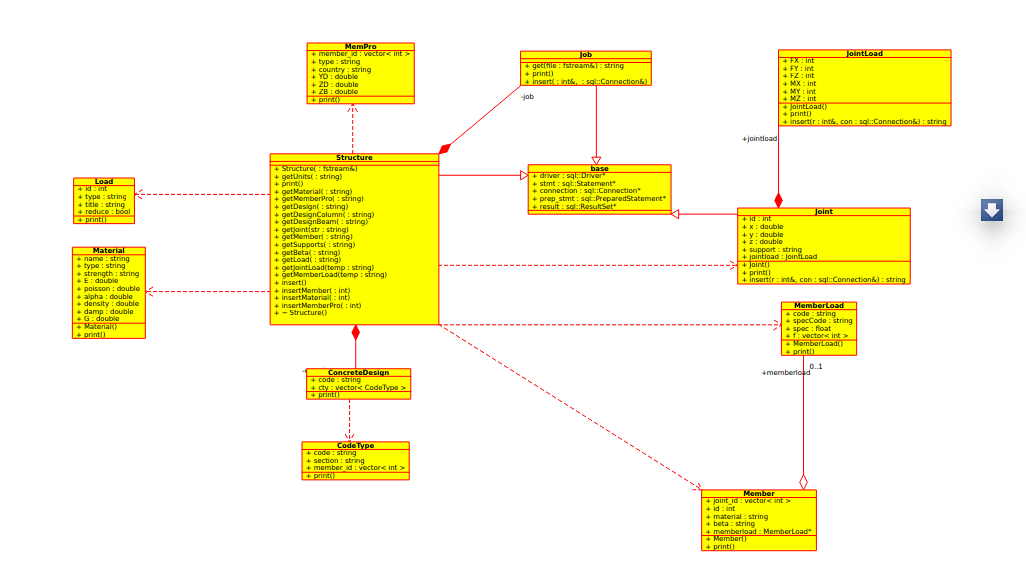 MemPro
+ member_id : vector< int >
+ type : string
+ country : string
+ YD : double
+ ZD : double
+ ZB : double
+ print()
Job
+ get(file : fstream&) : string
+ print()
+ insert( : int&, : sql::Connection&)
-job
JointLoad
+ FX : int
+ FY : int
+ FZ : int
+ MX : int
+ MY : int
+ MZ : int
+ JointLoad()
+ print()
+ insert(r : int&, con : sql::Connection&) : string
+jointload
Structure
+ Structure( : fstream&)
+ getUnits( : string)
+ print()
+ getMaterial( : string)
+ getMemberPro( : string)
+ getDesign( : string)
+ getDesignColumn( : string)
+ getDesignBeam( : string)
+ getJoint(str : string)
+ getMember( : string)
+ getSupports( : string)
+ getBeta( : string)
+ getLoad( : string)
+ getJointLoad(temp : string)
+ getMemberLoad(temp : string)
+ insert()
+ insertMember( : int)
+ insertMaterial( : int)
+ insertMemberPro( : int)
+ ~ Structure()
base
+ driver : sql::Driver*
+ stmt : sql::Statement*
+ connection : sql::Connection*
+ prep_stmt : sql::PreparedStatement*
+ result : sql::ResultSet*
Load
+ id : int
+ type : string
+ title : string
+ reduce : bool
+ print()
Joint
+ id : int
+ x : double
+ y : double
+ z : double
+ support : string
+ jointload : JointLoad
+ Joint()
+ print()
+ insert(r : int&, con : sql::Connection&) : string
Material
+ name : string
+ type : string
+ strength : string
+ E : double
+ poisson : double
+ alpha : double
+ density : double
+ damp : double
+ G : double
+ Material()
+ print()
MemberLoad
+ code : string
+ specCode : string
+ spec : float
+ f : vector< int >
+ MemberLoad()
+ print()
0..1
+memberload
ConcreteDesign
+ code : string
+ cty : vector< CodeType >
+ print()
CodeType
+ code : string
+ section : string
+ member_id : vector< int >
+ print()
Member
+ joint_id : vector< int >
+ id : int
+ material : string
+ beta : string
+ memberload : MemberLoad*
+ Member()
+ print()